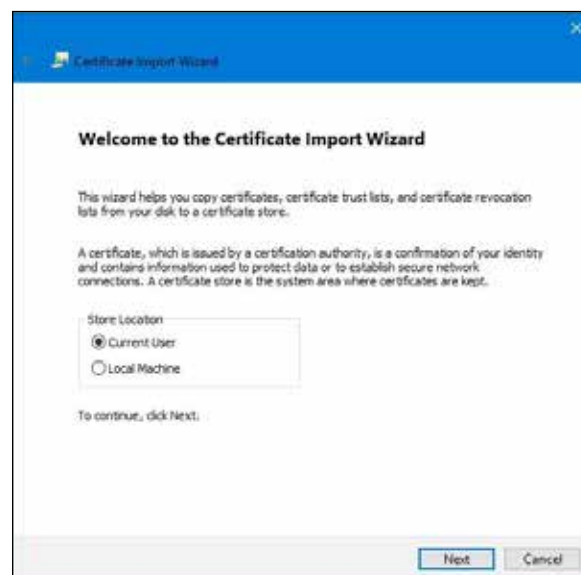 Certificate Import Wizard
Welcome to the Certificate Import Wizard
This wizard helps you copy certificates, certificate trust lists, and certificate revocation
lists from your disk to a certificate store.
A certificate, which is issued by a certification authority, is a confirmation of your identity
and contains information used to protect data or to establish secure network
connections. A certificate store is the system area where certificates are kept.
Store Location
Current User
Local Machine
To continue, click Next.
Next Cancel